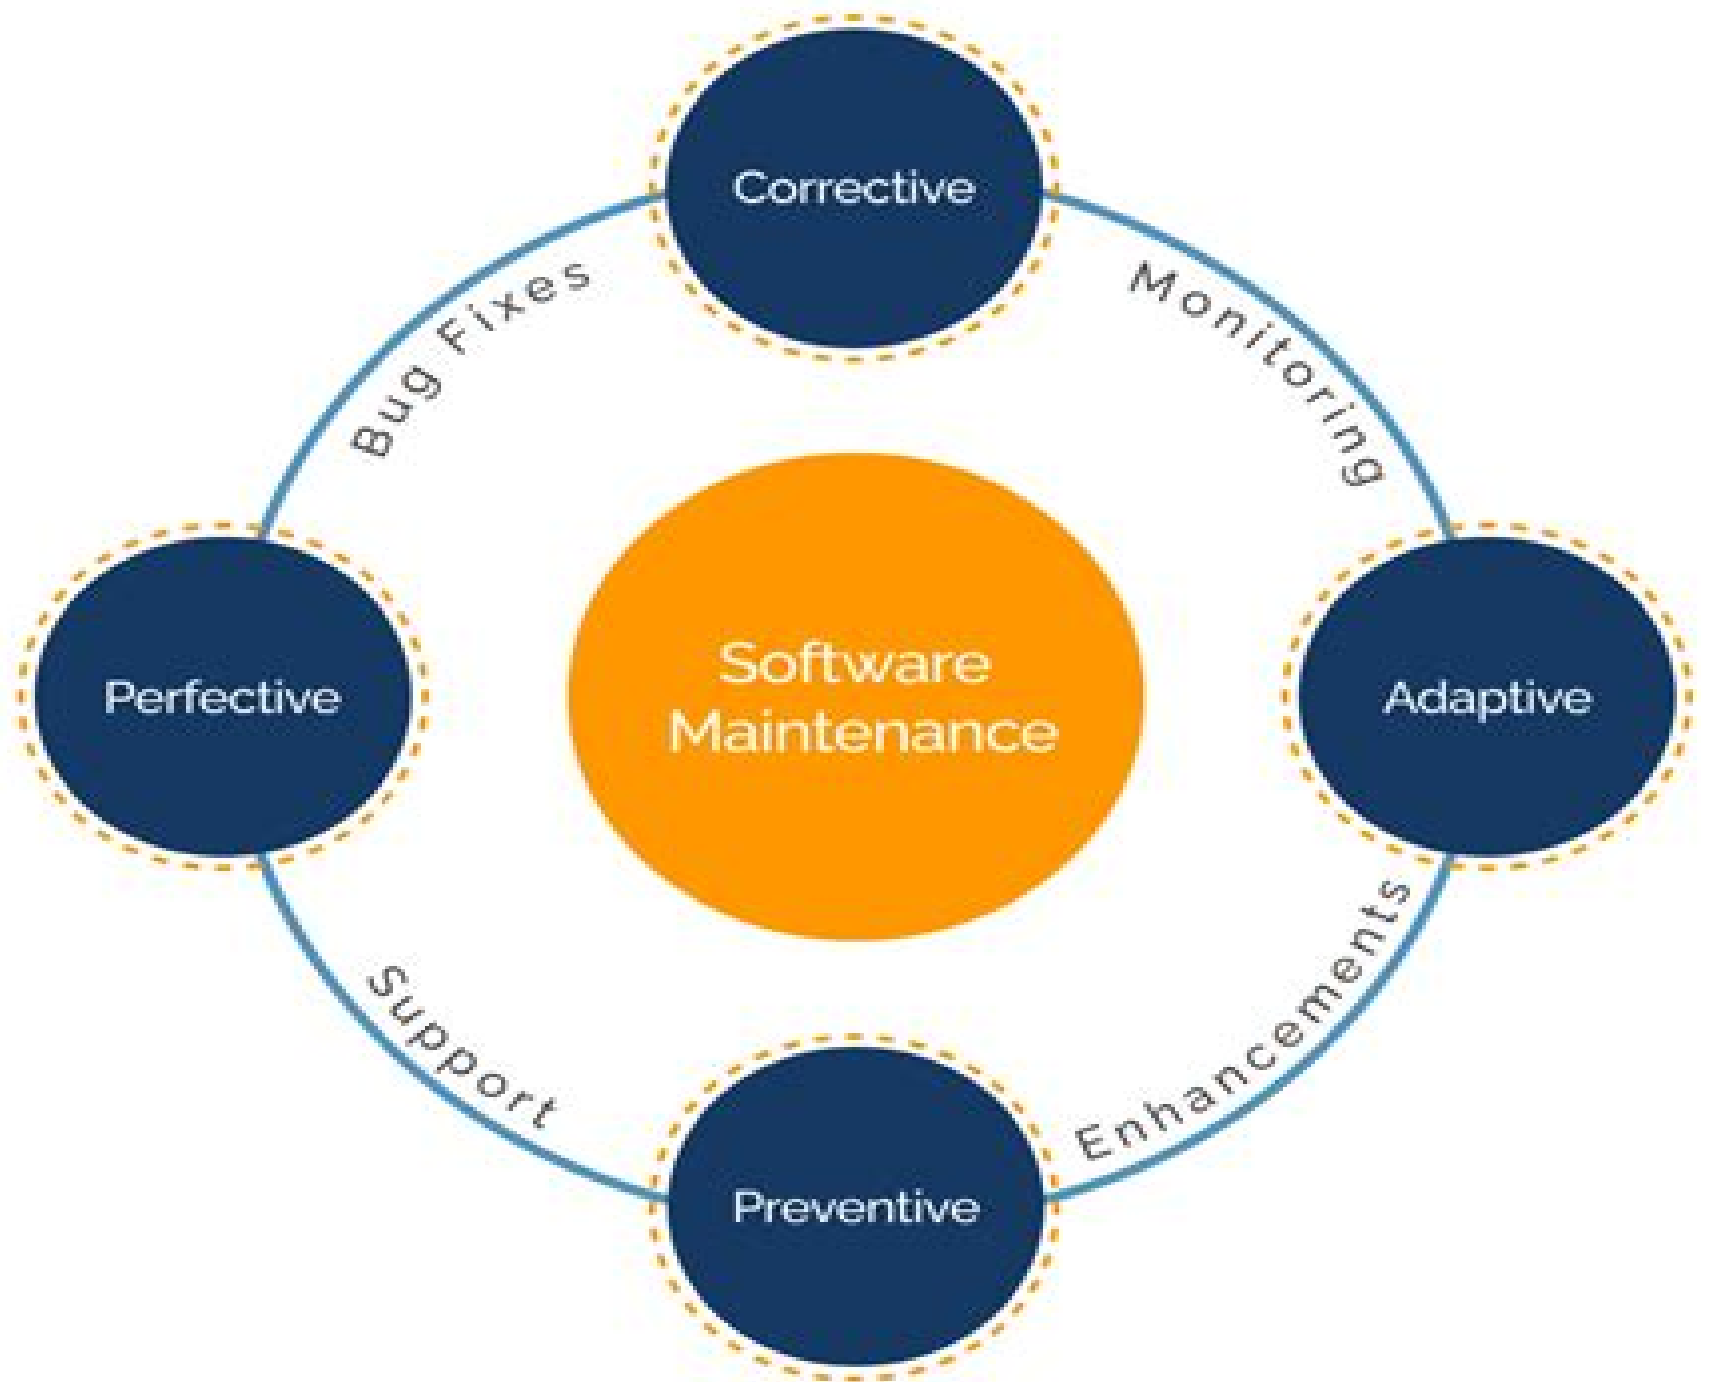 Corrective
Bug Fixes
Monitoring
Software
Maintenance
Perfective
Adaptive
Support
Enhancements
Preventive